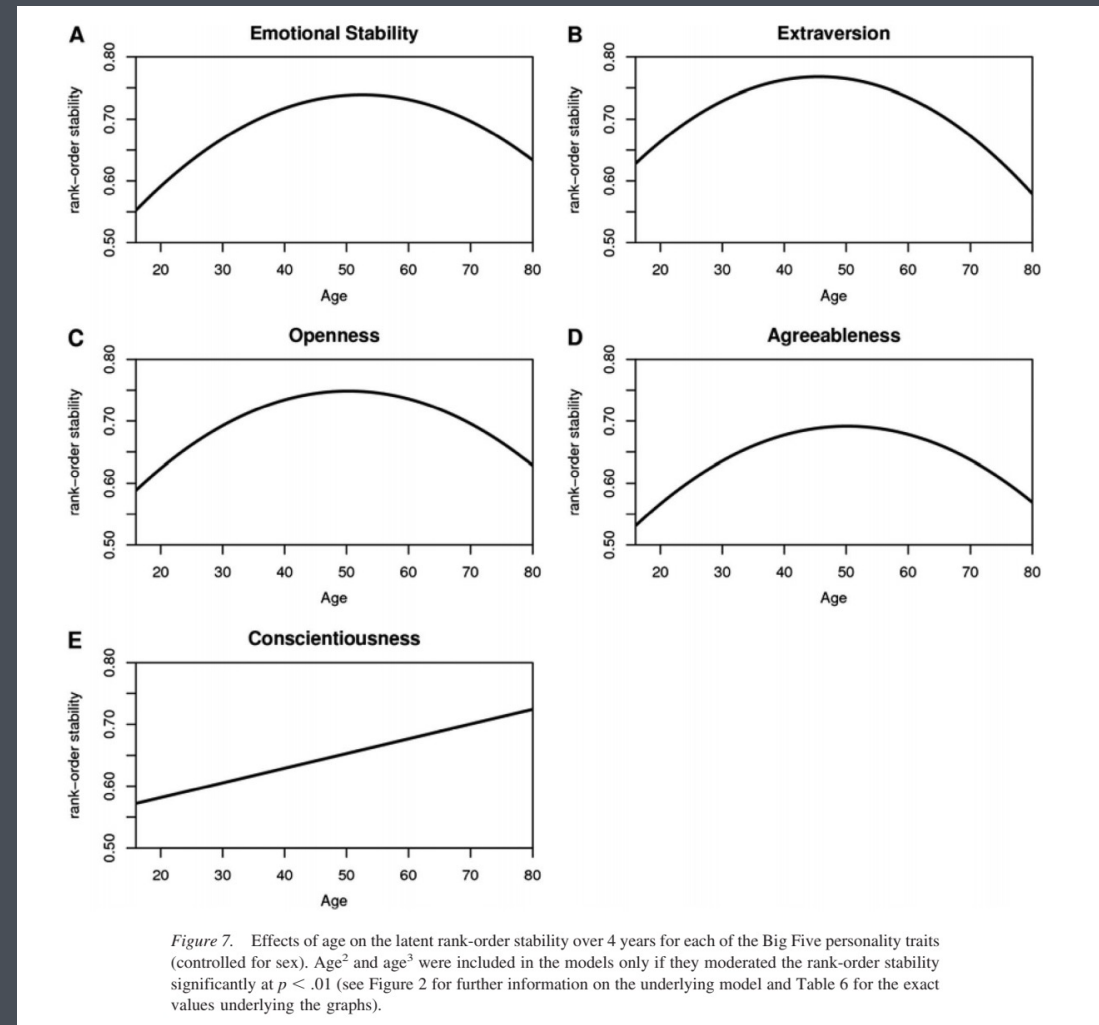 A Emotional Stability
rank–order stability
0.80
0.70
0.60
0.50
20 30 40 50 60 70 80
Age
B Extraversion
rank–order stability
0.80
0.70
0.60
0.50
20 30 40 50 60 70 80
Age
C Openness
rank–order stability
0.80
0.70
0.60
0.50
20 30 40 50 60 70 80
Age
D Agreeableness
rank–order stability
0.80
0.70
0.60
0.50
20 30 40 50 60 70 80
Age
E Conscientiousness
rank–order stability
0.80
0.70
0.60
0.50
20 30 40 50 60 70 80
Age
Figure 7. Effects of age on the latent rank-order stability over 4 years for each of the Big Five personality traits
(controlled for sex). Age² and age³ were included in the models only if they moderated the rank-order stability
significantly at p < .01 (see Figure 2 for further information on the underlying model and Table 6 for the exact
values underlying the graphs).